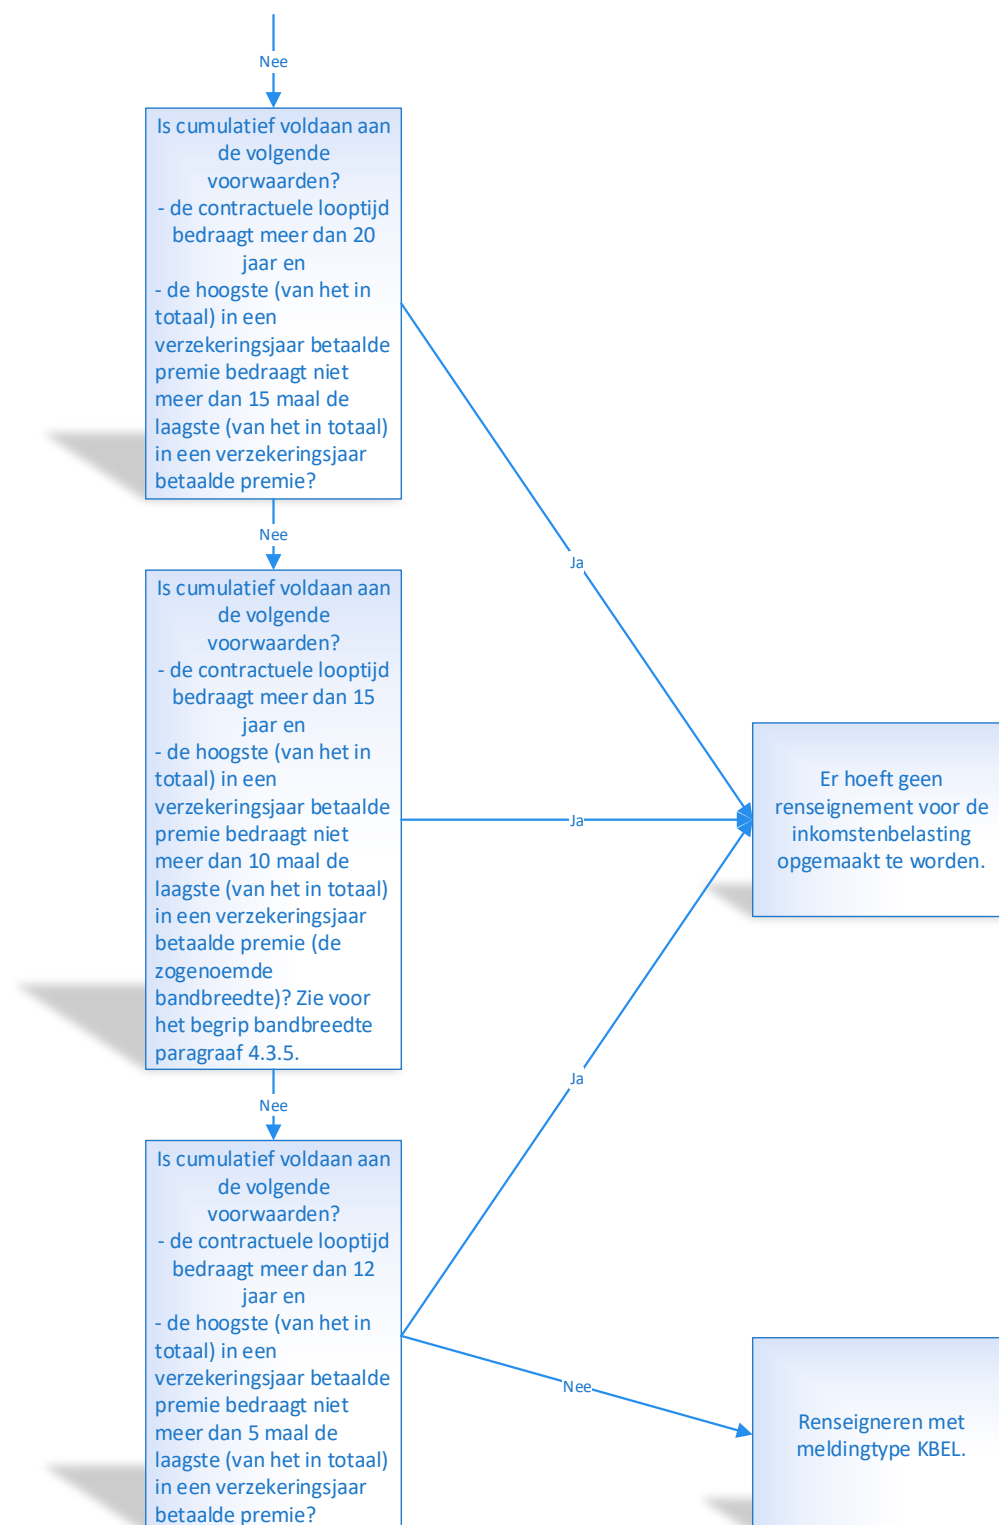 Nee
Is cumulatief voldaan aan
de volgende
voorwaarden?
- de contractuele looptijd
bedraagt meer dan 20
jaar en
- de hoogste (van het in
totaal) in een
verzekeringsjaar betaalde
premie bedraagt niet
meer dan 15 maal de
laagste (van het in totaal)
in een verzekeringsjaar
betaalde premie?
Nee
Ja
Is cumulatief voldaan aan
de volgende
voorwaarden?
- de contractuele looptijd
bedraagt meer dan 15
jaar en
- de hoogste (van het in
totaal) in een
verzekeringsjaar betaalde
premie bedraagt niet
meer dan 10 maal de
laagste (van het in totaal)
in een verzekeringsjaar
betaalde premie (de
zogenoemde
bandbreedte)? Zie voor
het begrip bandbreedte
paragraaf 4.3.5.
Ja
Er hoeft geen
renseignement voor de
inkomstenbelasting
opgemaakt te worden.
Nee
Ja
Is cumulatief voldaan aan
de volgende
voorwaarden?
- de contractuele looptijd
bedraagt meer dan 12
jaar en
- de hoogste (van het in
totaal) in een
verzekeringsjaar betaalde
premie bedraagt niet
meer dan 5 maal de
laagste (van het in totaal)
in een verzekeringsjaar
betaalde premie?
Nee
Renseigneren met
meldingtype KBEL.